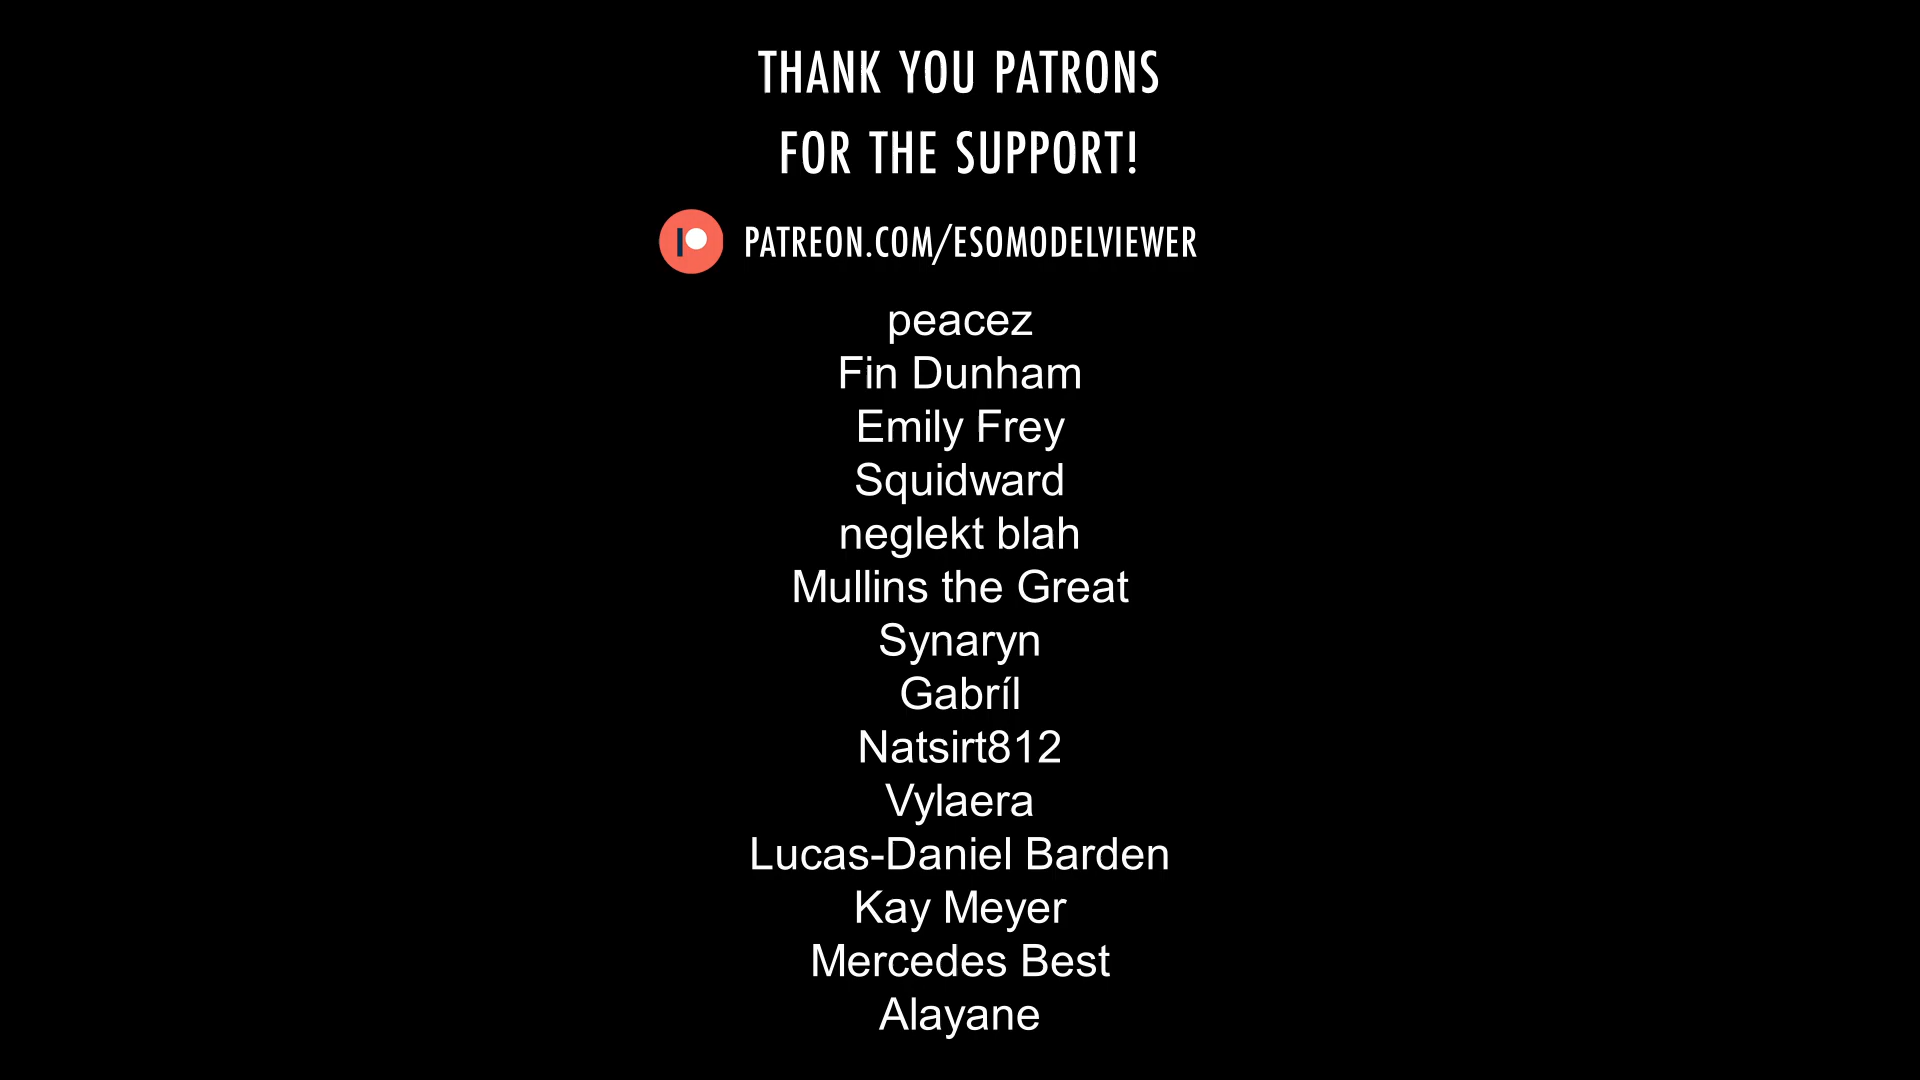 THANK YOU PATRONS
FOR THE SUPPORT!
PATREON.COM/ESOMODELVIEWER
peacez
Fin Dunham
Emily Frey
Squidward
neglekt blah
Mullins the Great
Synaryn
Gabríl
Natsirt812
Vylaera
Lucas-Daniel Barden
Kay Meyer
Mercedes Best
Alayane